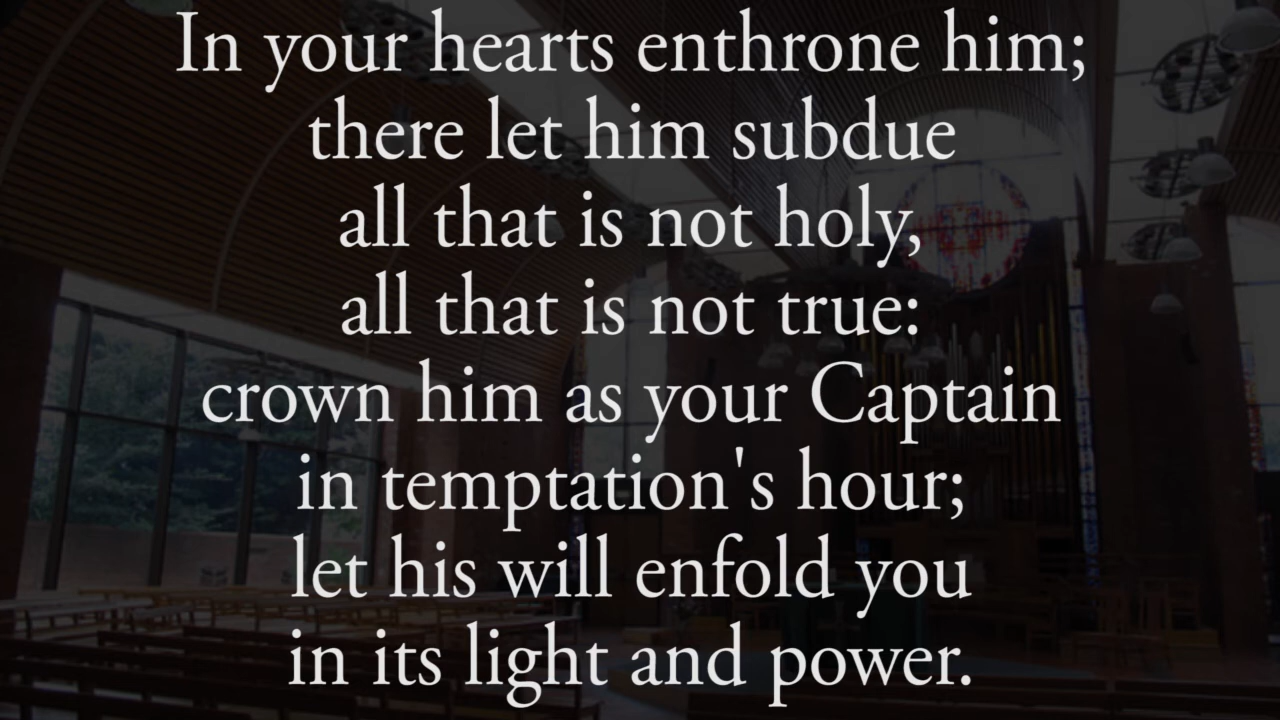 In your hearts enthrone him;
there let him subdue
all that is not holy,
all that is not true:
crown him as your Captain
in temptation's hour;
let his will enfold you
in its light and power.